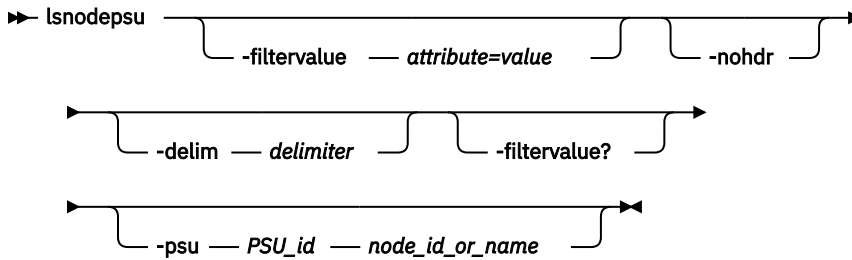 lsnodepsu
-filtervalue attribute=value -nohdr
-delim delimiter -filtervalue?
-psu PSU_id node_id_or_name